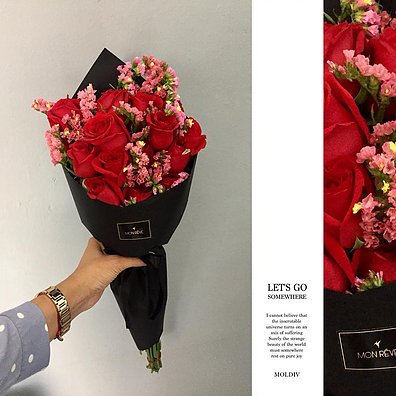 MON RÊVE
LET'S GO
SOMEWHERE
I cannot believe that
the inscrutable
universe turns on an
axis of suffering
Surely the strange
beauty of the world
must somewhere
rest on pure joy
MOLDIV
MON RÊVE